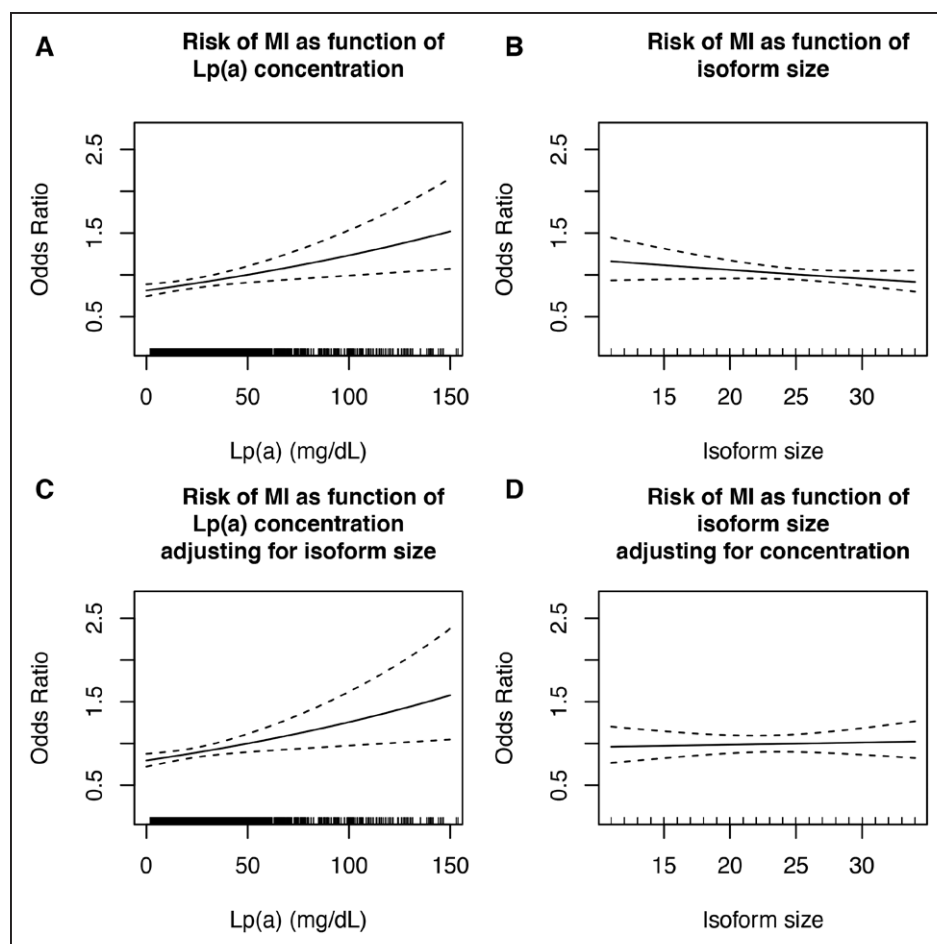 A
Risk of MI as function of
Lp(a) concentration
Odds Ratio
2.5
1.5
0.5
0 50 100 150
Lp(a) (mg/dL)
B
Risk of MI as function of
isoform size
Odds Ratio
2.5
1.5
0.5
15 20 25 30
Isoform size
C
Risk of MI as function of
Lp(a) concentration
adjusting for isoform size
Odds Ratio
2.5
1.5
0.5
0 50 100 150
Lp(a) (mg/dL)
D
Risk of MI as function of
isoform size
adjusting for concentration
Odds Ratio
2.5
1.5
0.5
15 20 25 30
Isoform size